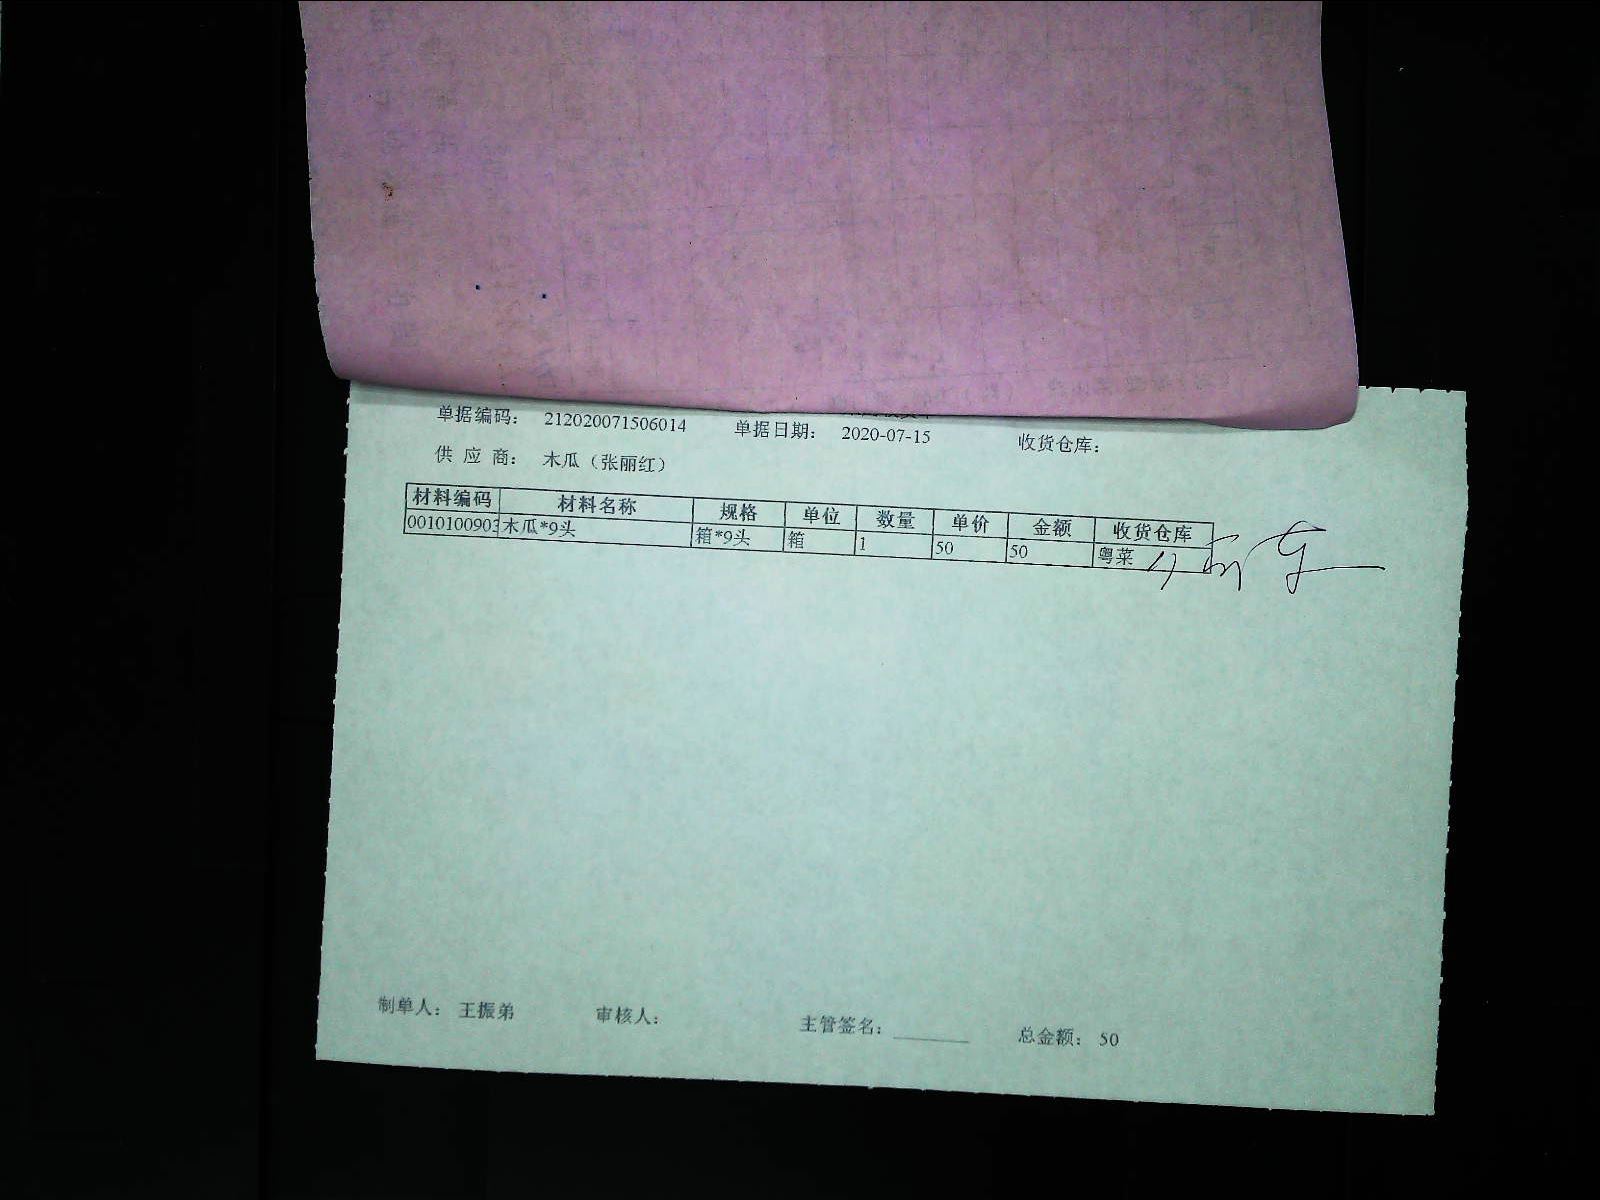 单据编码： 212020071506014 单据日期： 2020-07-15 收货仓库：
供 应 商： 木瓜（张丽红）
材料编码 材料名称 规格 单位 数量 单价 金额 收货仓库
0010100903 木瓜*9头 箱*9头 箱 1 50 50 粤菜
制单人： 王振弟 审核人： 主管签名： 总金额： 50